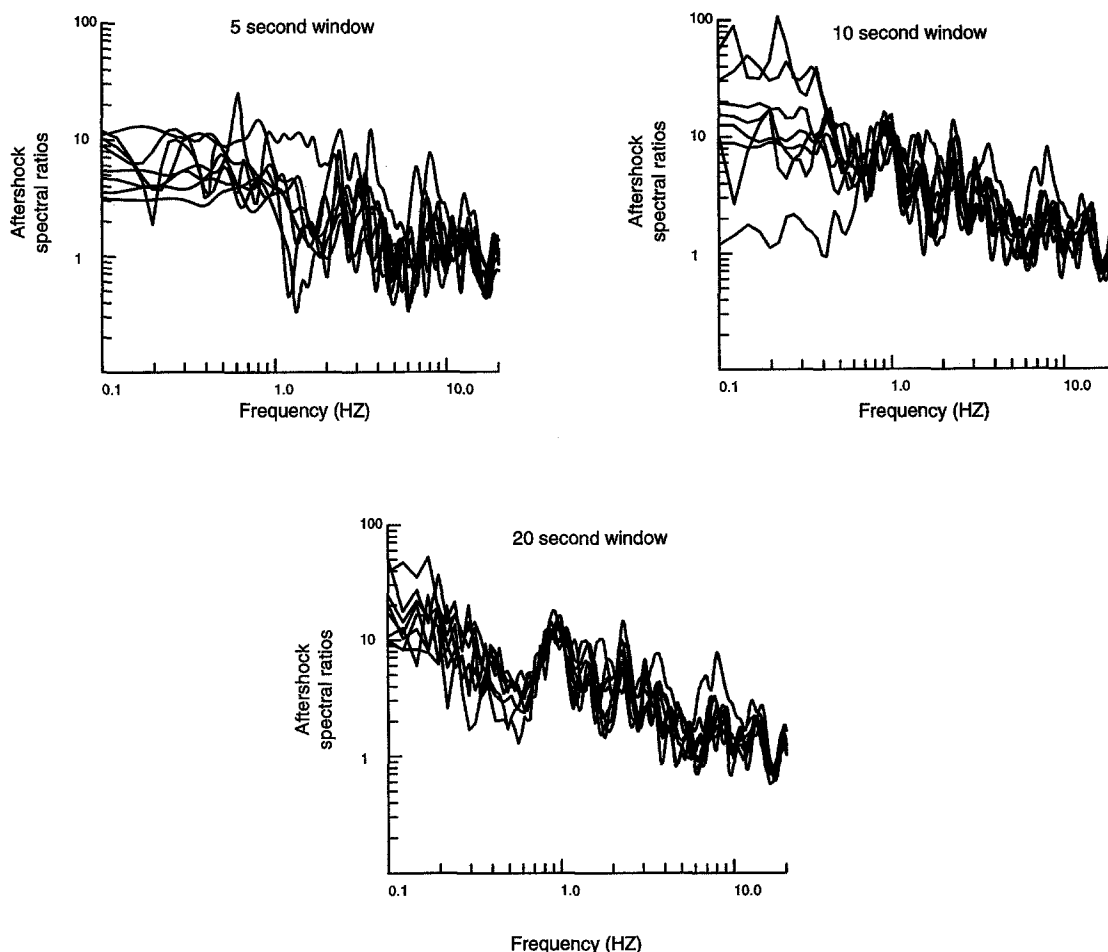 5 second window
100
10
1
Aftershock
spectral ratios
0.1
1.0
10.0
Frequency (HZ)
10 second window
100
10
1
Aftershock
spectral ratios
0.1
1.0
10.0
Frequency (HZ)
20 second window
100
10
1
Aftershock
spectral ratios
0.1
1.0
10.0
Frequency (HZ)